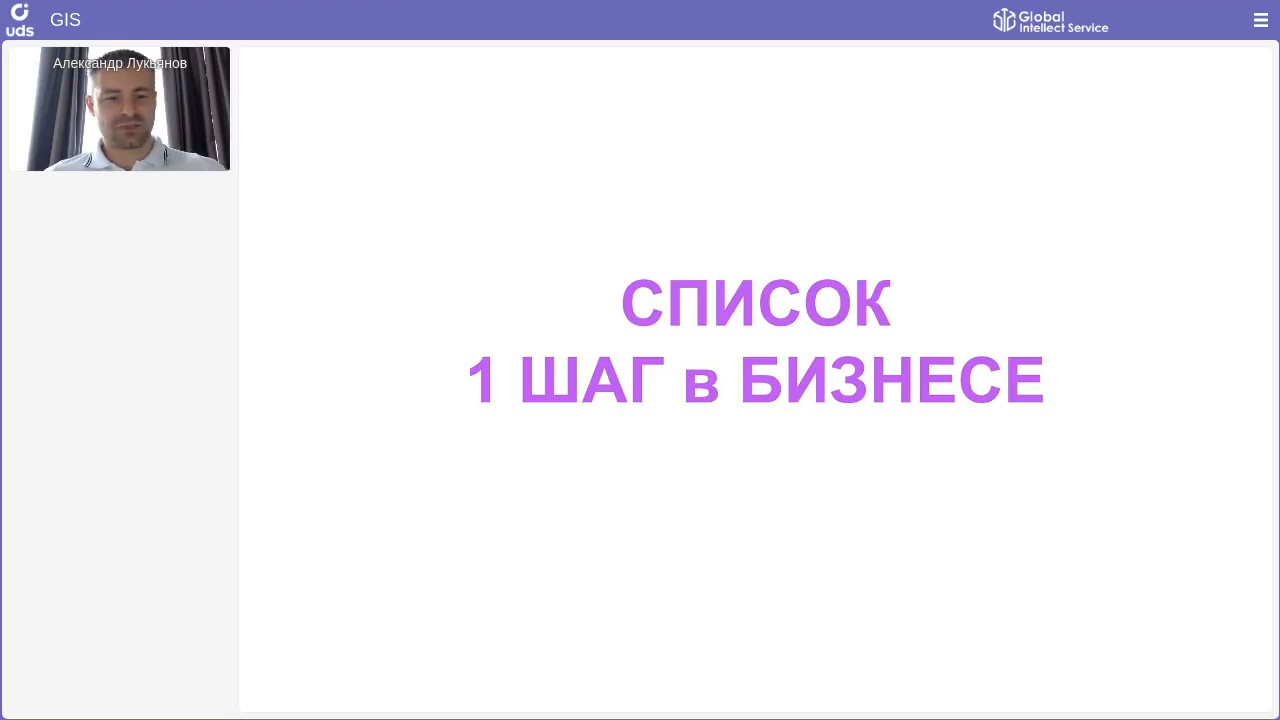 uds
GIS
Global
Intellect Service
Александр Лукьянов
СПИСОК
1 ШАГ в БИЗНЕСЕ